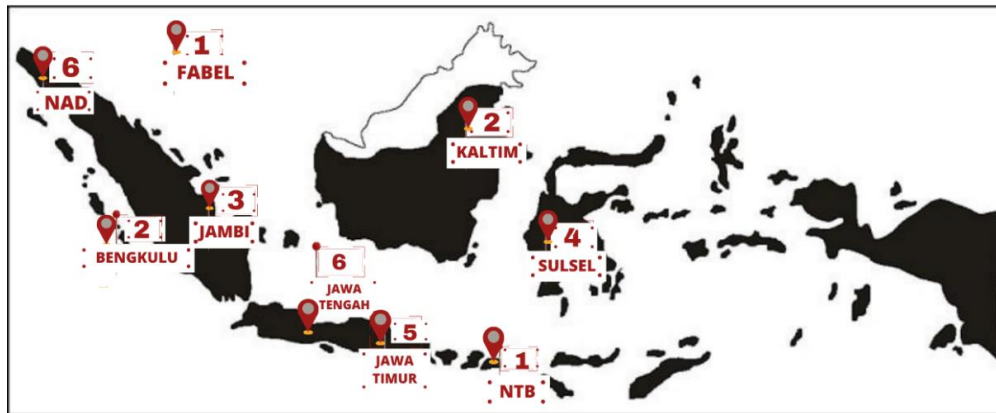 1
FABEL
6
NAD
2
KALTIM
3
JAMBI
2
BENGKULU
4
SULSEL
6
JAWA
TENGAH
5
JAWA
TIMUR
1
NTB